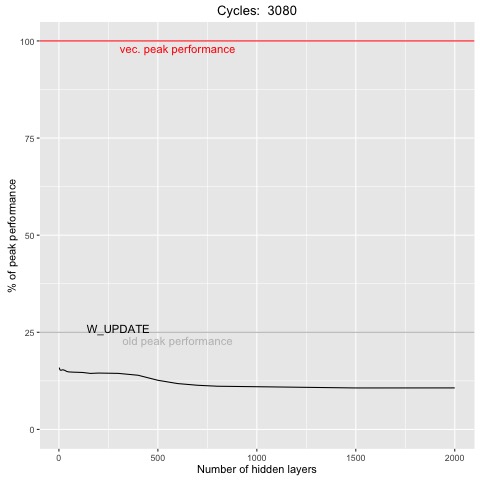 Cycles:  3080
100
vec. peak performance
75
% of peak performance
50
25
W_UPDATE
old peak performance
0
0 500 1000 1500 2000
Number of hidden layers